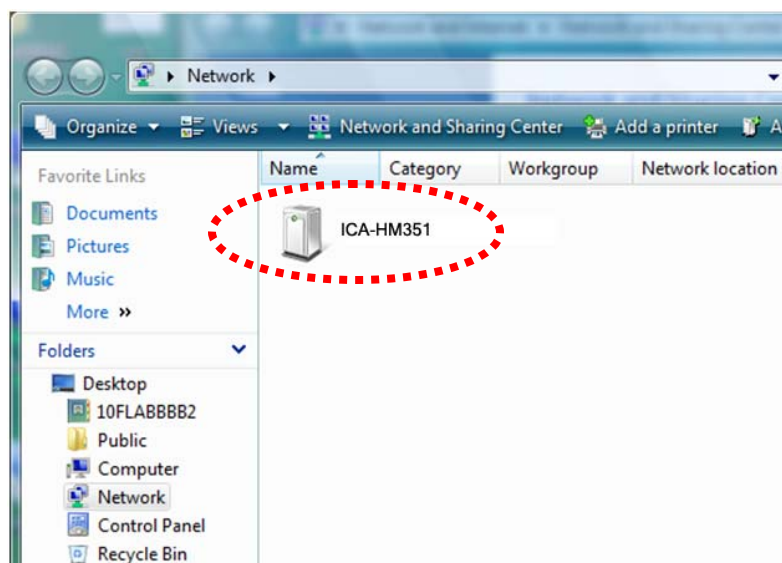 Network
Organize Views Network and Sharing Center Add a printer A
Favorite Links Name Category Workgroup Network location
Documents
ICA-HM351
Pictures
Music
More »
Folders
Desktop
10FLABBBB2
Public
Computer
Network
Control Panel
Recycle Bin